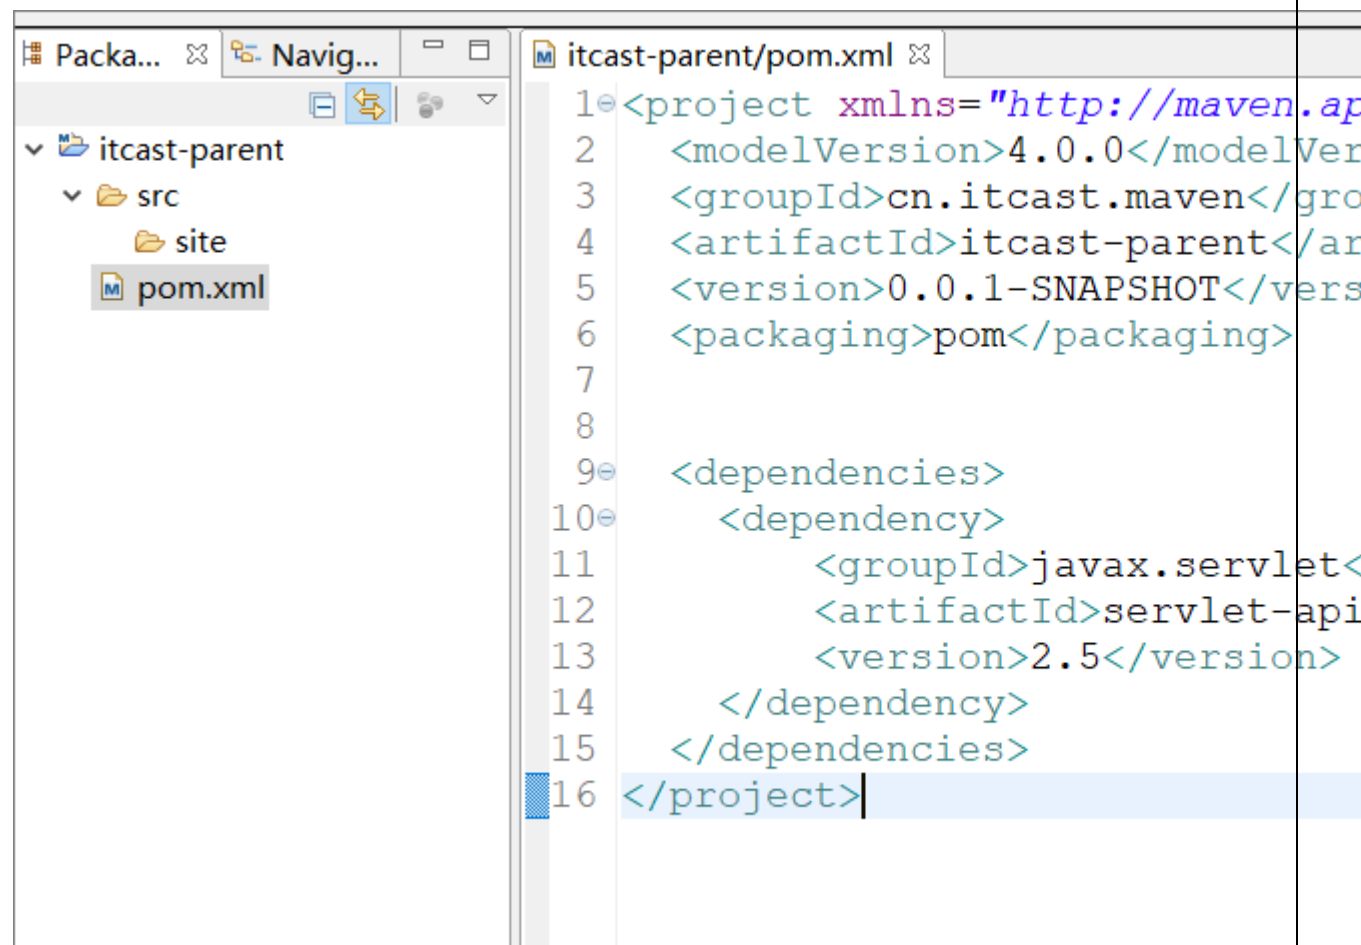 Packa... Navig...
itcast-parent
src
site
pom.xml
itcast-parent/pom.xml
1 <project xmlns="http://maven.ap
2 <modelVersion>4.0.0</modelVer
3 <groupId>cn.itcast.maven</gro
4 <artifactId>itcast-parent</ar
5 <version>0.0.1-SNAPSHOT</vers
6 <packaging>pom</packaging>
7
8
9 <dependencies>
10 <dependency>
11 <groupId>javax.servlet<
12 <artifactId>servlet-api
13 <version>2.5</version>
14 </dependency>
15 </dependencies>
16 </project>